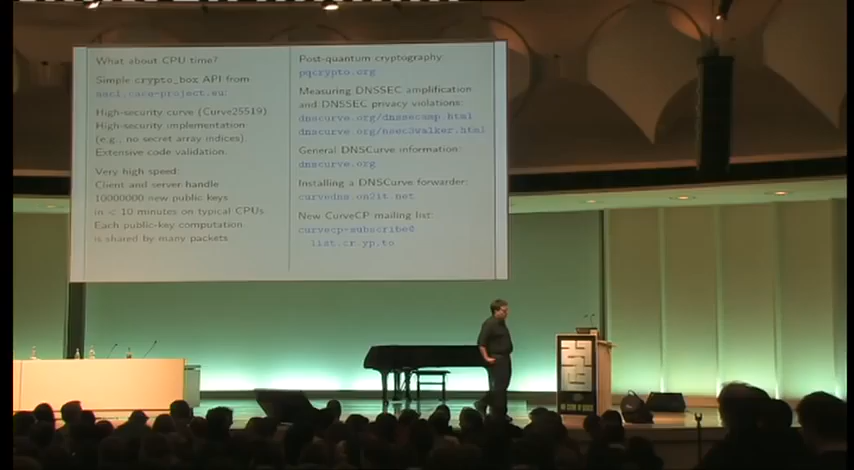 What about CPU time?
Simple crypto_box API from
nacl.cace-project.eu:
High-security curve (Curve25519).
High-security implementation
(e.g., no secret array indices).
Extensive code validation.
Very high speed:
Client and server handle
10000000 new public keys
in < 10 minutes on typical CPUs.
Each public-key computation
is shared by many packets.
Post-quantum cryptography:
pqcrypto.org
Measuring DNSSEC amplification
and DNSSEC privacy violations:
dnscurve.org/dnssecamp.html
dnscurve.org/nsec3walker.html
General DNSCurve information:
dnscurve.org
Installing a DNSCurve forwarder:
curvedns.on2it.net
New CurveCP mailing list:
curvecp-subscribe@
list.cr.yp.to